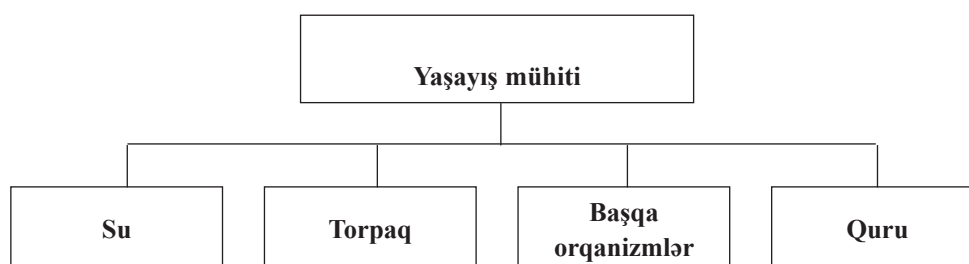 Yaşayış mühiti
Su
Torpaq
Başqa
orqanizmlər
Quru